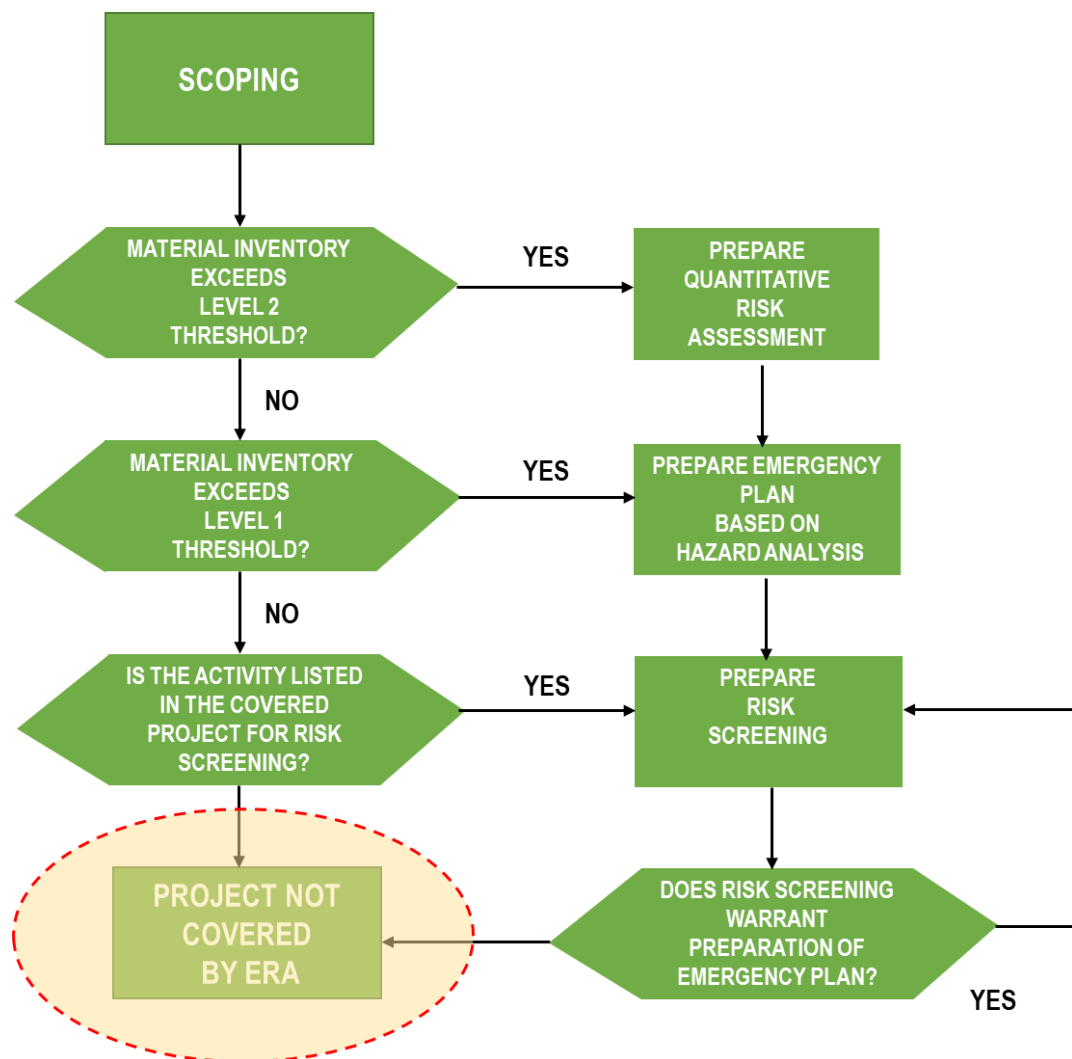 SCOPING
MATERIAL INVENTORY
EXCEEDS
LEVEL 2
THRESHOLD?
YES
PREPARE
QUANTITATIVE
RISK
ASSESSMENT
NO
MATERIAL INVENTORY
EXCEEDS
LEVEL 1
THRESHOLD?
YES
PREPARE EMERGENCY
PLAN
BASED ON
HAZARD ANALYSIS
NO
IS THE ACTIVITY LISTED
IN THE COVERED
PROJECT FOR RISK
SCREENING?
YES
PREPARE
RISK
SCREENING
PROJECT NOT
COVERED
BY ERA
DOES RISK SCREENING
WARRANT
PREPARATION OF
EMERGENCY PLAN?
YES